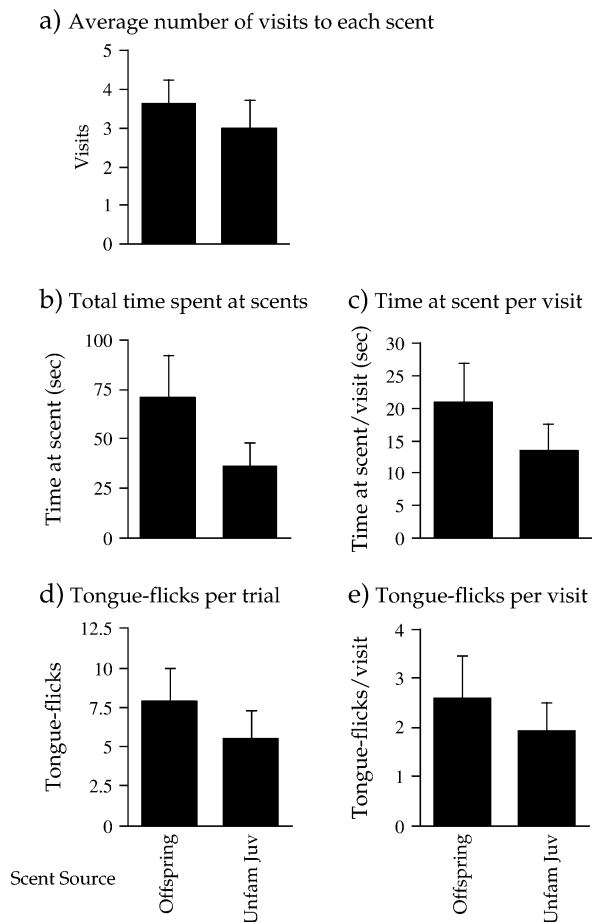 a) Average number of visits to each scent
5
4
3
2
1
0
Visits
b) Total time spent at scents
100
75
50
25
0
Time at scent (sec)
c) Time at scent per visit
30
25
20
15
10
5
0
Time at scent/visit (sec)
d) Tongue-flicks per trial
12.5
10
7.5
5
2.5
0
Tongue-flicks
e) Tongue-flicks per visit
4
3
2
1
0
Tongue-flicks/visit
Scent Source
Offspring
Unfam Juv
Offspring
Unfam Juv